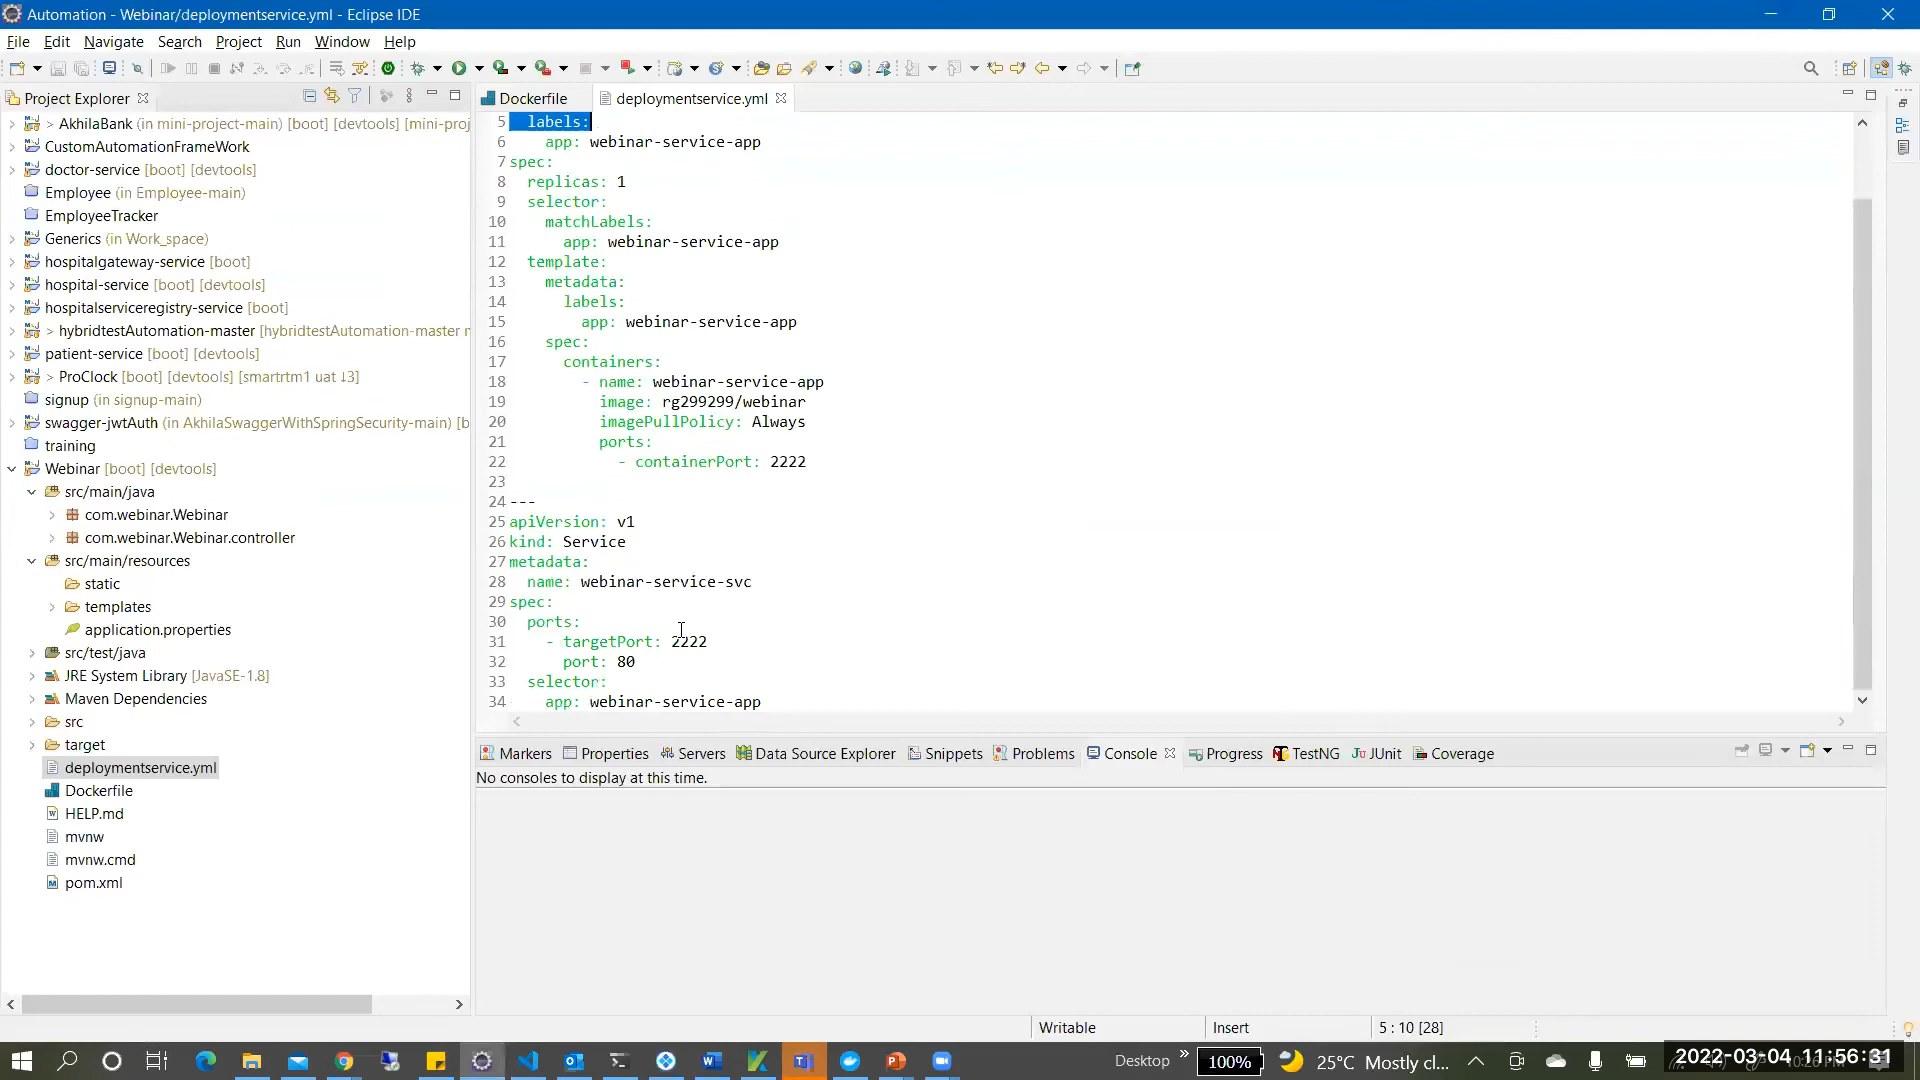 Automation - Webinar/deploymentservice.yml - Eclipse IDE
File Edit Navigate Search Project Run Window Help
Project Explorer
> AkhilaBank (in mini-project-main) [boot] [devtools] [mini-proj
CustomAutomationFrameWork
doctor-service [boot] [devtools]
Employee (in Employee-main)
EmployeeTracker
Generics (in Work_space)
hospitalgateway-service [boot]
hospital-service [boot] [devtools]
hospitalserviceregistry-service [boot]
> hybridtestAutomation-master [hybridtestAutomation-master r
patient-service [boot] [devtools]
> ProClock [boot] [devtools] [smartrtm1 uat ↓3]
signup (in signup-main)
swagger-jwtAuth (in AkhilaSwaggerWithSpringSecurity-main) [b
training
Webinar [boot] [devtools]
src/main/java
com.webinar.Webinar
com.webinar.Webinar.controller
src/main/resources
static
templates
application.properties
src/test/java
JRE System Library [JavaSE-1.8]
Maven Dependencies
src
target
deploymentservice.yml
Dockerfile
HELP.md
mvnw
mvnw.cmd
pom.xml
Dockerfile deploymentservice.yml
5 labels:
6 app: webinar-service-app
7 spec:
8 replicas: 1
9 selector:
10 matchLabels:
11 app: webinar-service-app
12 template:
13 metadata:
14 labels:
15 app: webinar-service-app
16 spec:
17 containers:
18 - name: webinar-service-app
19 image: rg299299/webinar
20 imagePullPolicy: Always
21 ports:
22 - containerPort: 2222
23
24 ---
25 apiVersion: v1
26 kind: Service
27 metadata:
28 name: webinar-service-svc
29 spec:
30 ports:
31 - targetPort: 2222
32 port: 80
33 selector:
34 app: webinar-service-app
Markers Properties Servers Data Source Explorer Snippets Problems Console Progress TestNG JUnit Coverage
No consoles to display at this time.
Writable Insert 5 : 10 [28]
Desktop » 100% 25°C Mostly cl... 2022-03-04 11:56:31